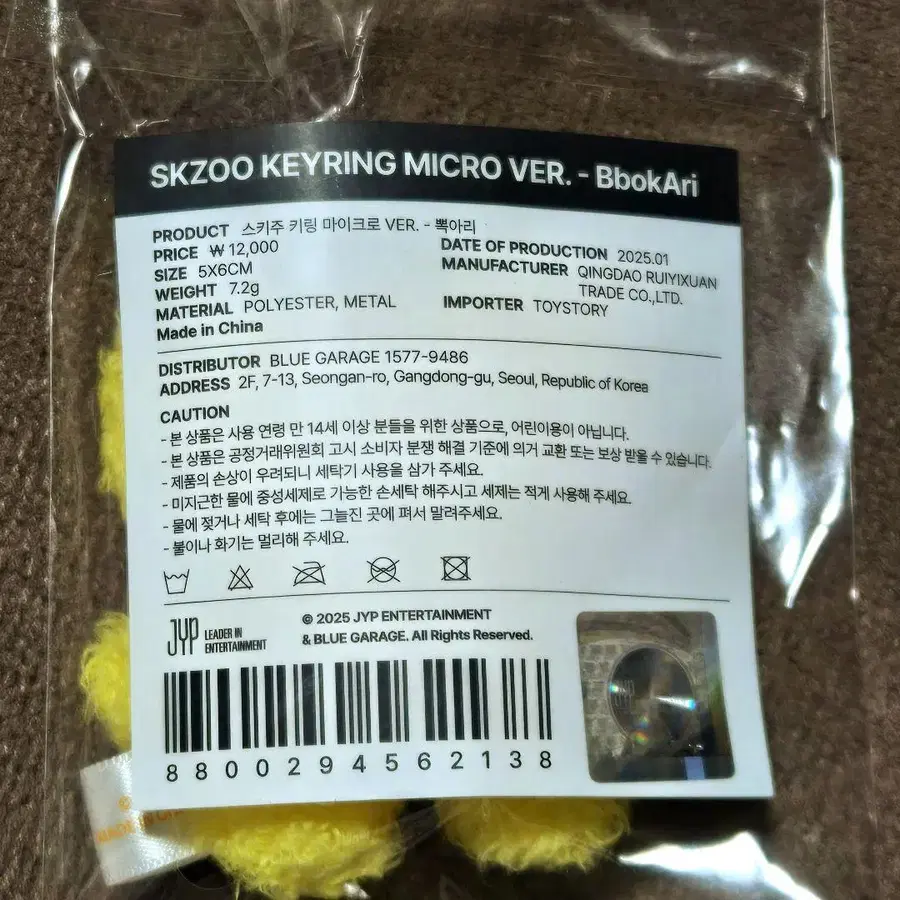 SKZOO KEYRING MICRO VER. - BbokAri
PRODUCT 스키주 키링 마이크로 VER. - 뽁아리
PRICE ₩ 12,000
SIZE 5X6CM
WEIGHT 7.2g
MATERIAL POLYESTER, METAL
Made in China
DATE OF PRODUCTION 2025.01
MANUFACTURER QINGDAO RUIYIXUAN
TRADE CO.,LTD.
IMPORTER TOYSTORY
DISTRIBUTOR BLUE GARAGE 1577-9486
ADDRESS 2F, 7-13, Seongan-ro, Gangdong-gu, Seoul, Republic of Korea
CAUTION
- 본 상품은 사용 연령 만 14세 이상 분들을 위한 상품으로, 어린이용이 아닙니다.
- 본 상품은 공정거래위원회 고시 소비자 분쟁 해결 기준에 의거 교환 또는 보상 받을 수 있습니다.
- 제품의 손상이 우려되니 세탁기 사용을 삼가 주세요.
- 미지근한 물에 중성세제로 가능한 손세탁 해주시고 세제는 적게 사용해 주세요.
- 물에 젖거나 세탁 후에는 그늘진 곳에 펴서 말려주세요.
- 불이나 화기는 멀리해 주세요.
JYP LEADER IN
ENTERTAINMENT
© 2025 JYP ENTERTAINMENT
& BLUE GARAGE. All Rights Reserved.
JYP
8800294562138
MADE IN